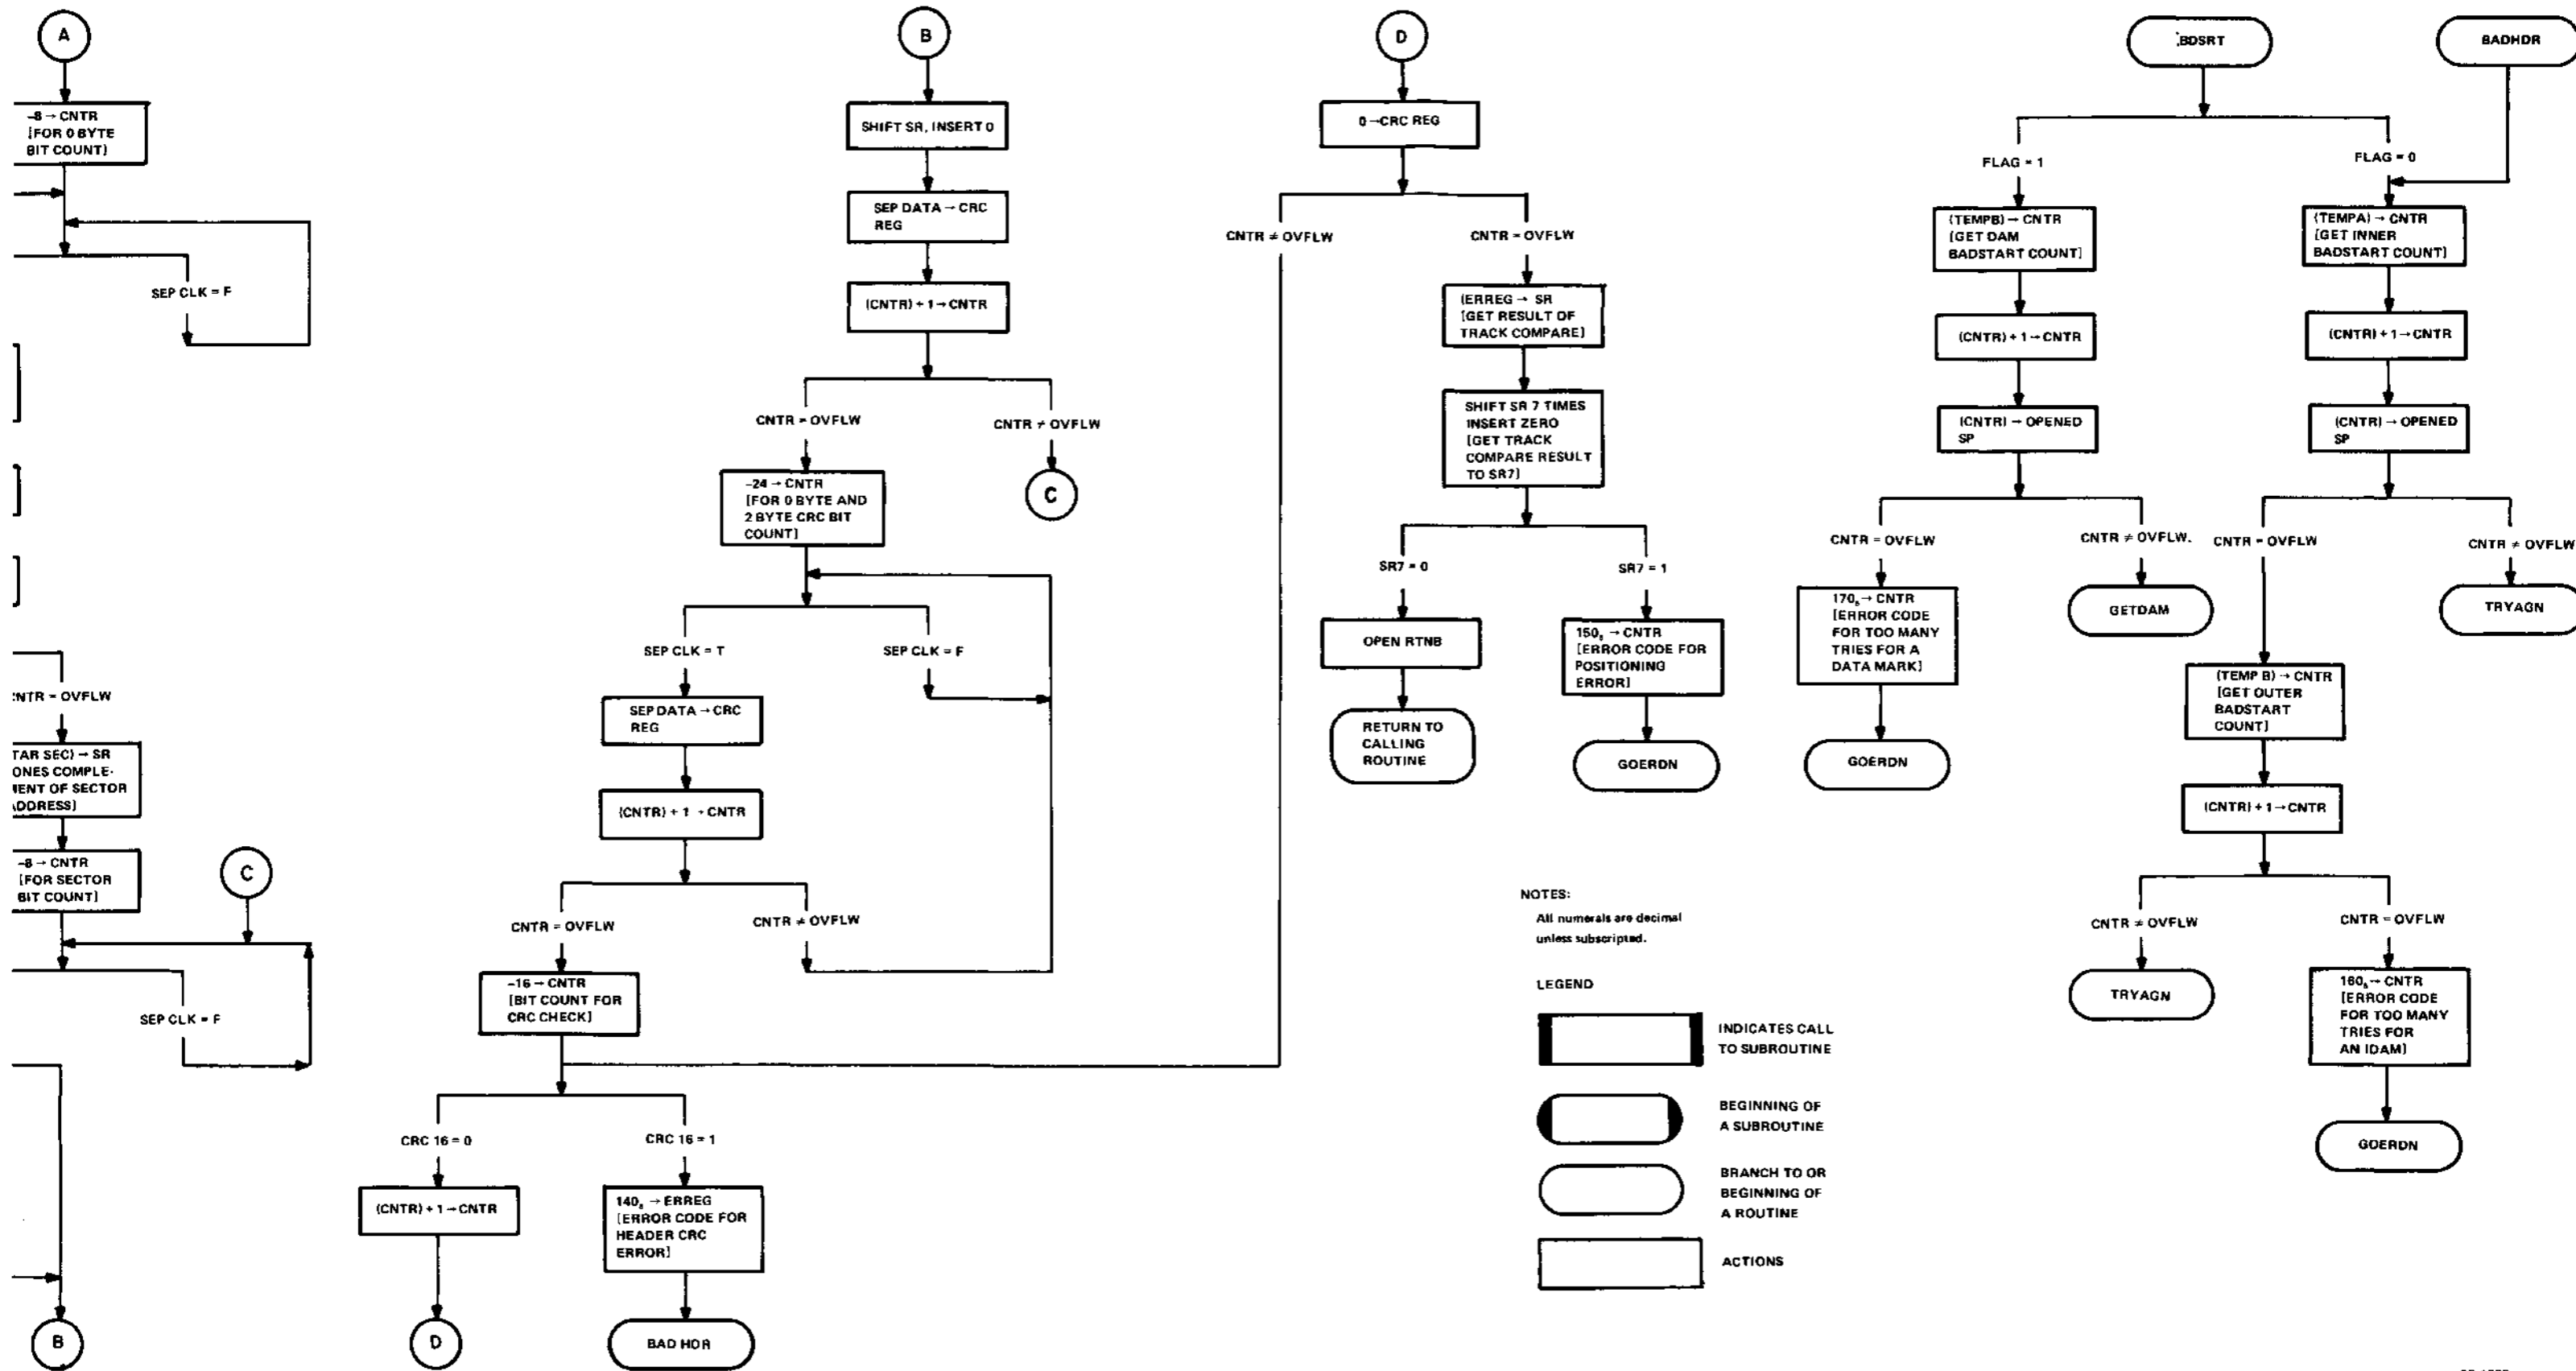 A
-8 → CNTR
[FOR 0 BYTE
BIT COUNT]
SEP CLK = F
CNTR = OVFLW
TAR SEC) → SR
ONES COMPLE-
MENT OF SECTOR
ADDRESS]
-8 → CNTR
[FOR SECTOR
BIT COUNT]
C
SEP CLK = F
B
B
SHIFT SR, INSERT 0
SEP DATA → CRC
REG
(CNTR) + 1 → CNTR
CNTR = OVFLW
CNTR ≠ OVFLW
C
-24 → CNTR
[FOR 0 BYTE AND
2 BYTE CRC BIT
COUNT]
SEP CLK = T
SEP CLK = F
SEP DATA → CRC
REG
(CNTR) + 1 → CNTR
CNTR = OVFLW
CNTR ≠ OVFLW
-16 → CNTR
[BIT COUNT FOR
CRC CHECK]
CRC 16 = 0
CRC 16 = 1
(CNTR) + 1 → CNTR
140₈ → ERREG
[ERROR CODE FOR
HEADER CRC
ERROR]
D
BAD HDR
D
0 → CRC REG
CNTR ≠ OVFLW
CNTR = OVFLW
(ERREG → SR
[GET RESULT OF
TRACK COMPARE]
SHIFT SR 7 TIMES
INSERT ZERO
[GET TRACK
COMPARE RESULT
TO SR7]
SR7 = 0
SR7 = 1
OPEN RTNB
150₈ → CNTR
[ERROR CODE FOR
POSITIONING
ERROR]
RETURN TO
CALLING
ROUTINE
GOERDN
BDSRT
BADHDR
FLAG = 1
FLAG = 0
(TEMPB) → CNTR
[GET DAM
BADSTART COUNT]
(TEMPA) → CNTR
[GET INNER
BADSTART COUNT]
(CNTR) + 1 → CNTR
(CNTR) + 1 → CNTR
(CNTR) → OPENED
SP
(CNTR) → OPENED
SP
CNTR = OVFLW
CNTR ≠ OVFLW.
CNTR = OVFLW
CNTR ≠ OVFLW
170₈ → CNTR
[ERROR CODE
FOR TOO MANY
TRIES FOR A
DATA MARK]
GETDAM
TRYAGN
GOERDN
(TEMP B) → CNTR
[GET OUTER
BADSTART
COUNT]
(CNTR) + 1 → CNTR
CNTR ≠ OVFLW
CNTR = OVFLW
TRYAGN
160₈ → CNTR
[ERROR CODE
FOR TOO MANY
TRIES FOR
AN IDAM]
GOERDN
NOTES:
All numerals are decimal
unless subscripted.
LEGEND
INDICATES CALL
TO SUBROUTINE
BEGINNING OF
A SUBROUTINE
BRANCH TO OR
BEGINNING OF
A ROUTINE
ACTIONS